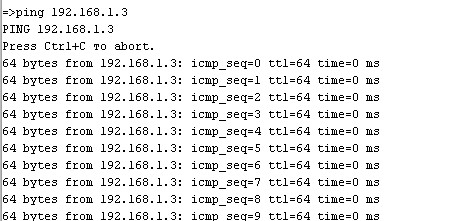 =>ping 192.168.1.3
PING 192.168.1.3
Press Ctrl+C To abort.
64 bytes from 192.168.1.3: icmp_seq=0 ttl=64 time=0 ms
64 bytes from 192.168.1.3: icmp_seq=1 ttl=64 time=0 ms
64 bytes from 192.168.1.3: icmp_seq=2 ttl=64 time=0 ms
64 bytes from 192.168.1.3: icmp_seq=3 ttl=64 time=0 ms
64 bytes from 192.168.1.3: icmp_seq=4 ttl=64 time=0 ms
64 bytes from 192.168.1.3: icmp_seq=5 ttl=64 time=0 ms
64 bytes from 192.168.1.3: icmp_seq=6 ttl=64 time=0 ms
64 bytes from 192.168.1.3: icmp_seq=7 ttl=64 time=0 ms
64 bytes from 192.168.1.3: icmp_seq=8 ttl=64 time=0 ms
64 bytes from 192.168.1.3: icmp_seq=9 ttl=64 time=0 ms